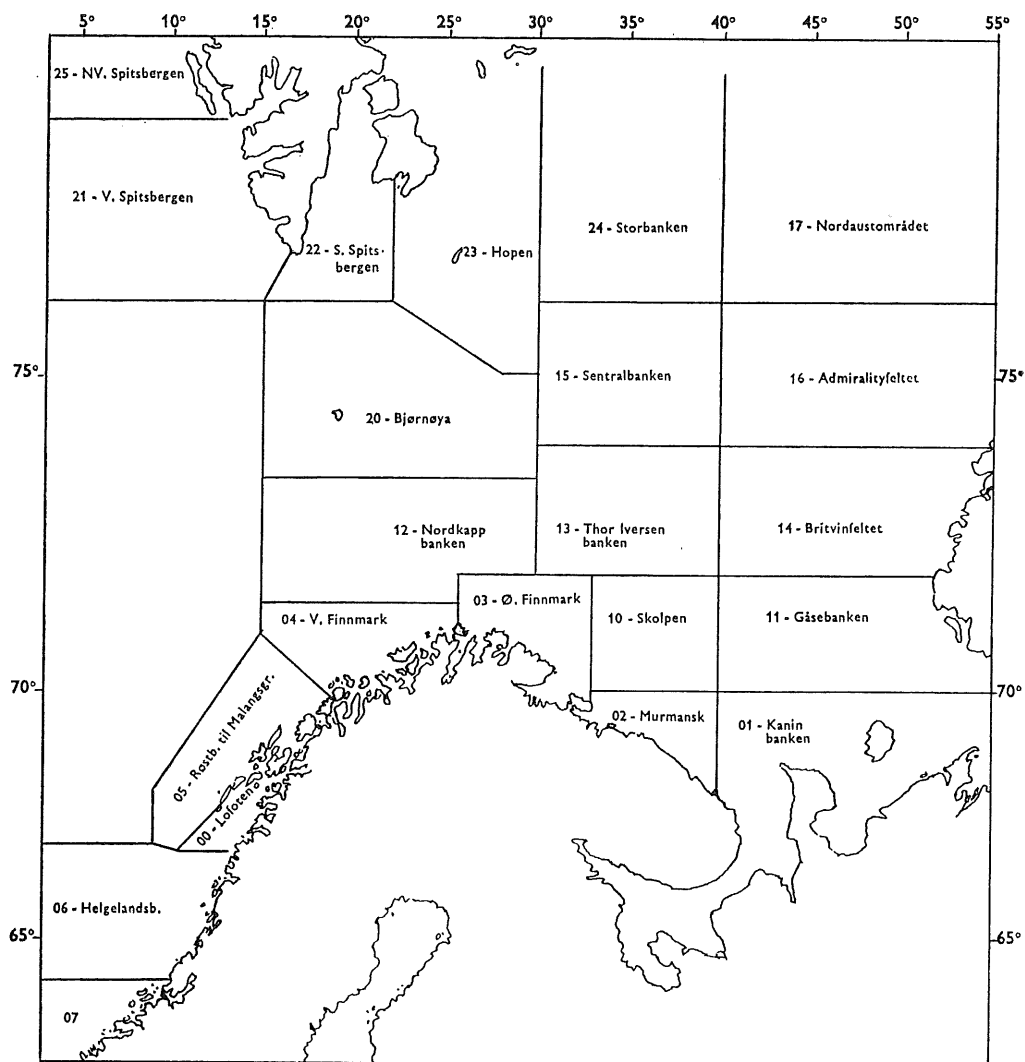 5° 10° 15° 20° 25° 30° 35° 40° 45° 50° 55°
25 - NV. Spitsbergen
21 - V. Spitsbergen
22 - S. Spits-
bergen
23 - Hopen
24 - Storbanken
17 - Nordaustområdet
75°
15 - Sentralbanken
16 - Admiralityfeltet
75°
20 - Bjørnøya
12 - Nordkapp
banken
13 - Thor Iversen
banken
14 - Britvinfeltet
04 - V. Finnmark
03 - Ø. Finnmark
10 - Skolpen
11 - Gåsebanken
70°
70°
05 - Røstb. til Malangsgr.
02 - Murmansk
01 - Kanin
banken
00 - Lofoten
06 - Helgelandsb.
65°
65°
07